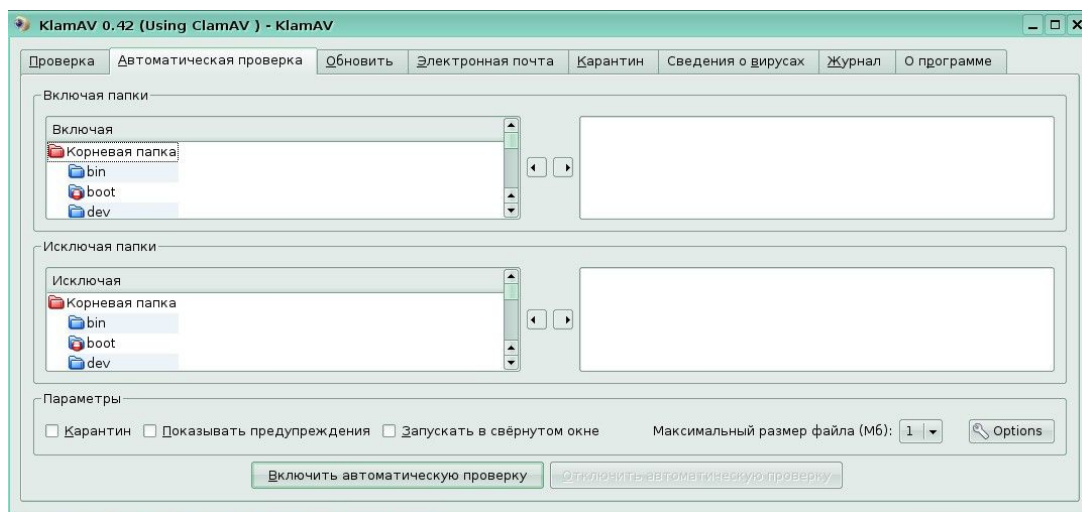 KlamAV 0.42 (Using ClamAV ) - KlamAV
Проверка Автоматическая проверка Обновить Электронная почта Карантин Сведения о вирусах Журнал О программе
Включая папки
Включая
Корневая папка
bin
boot
dev
Исключая папки
Исключая
Корневая папка
bin
boot
dev
Параметры
Карантин Показывать предупреждения Запускать в свёрнутом окне Максимальный размер файла (Мб): 1 Options
Включить автоматическую проверку Отключить автоматическую проверку